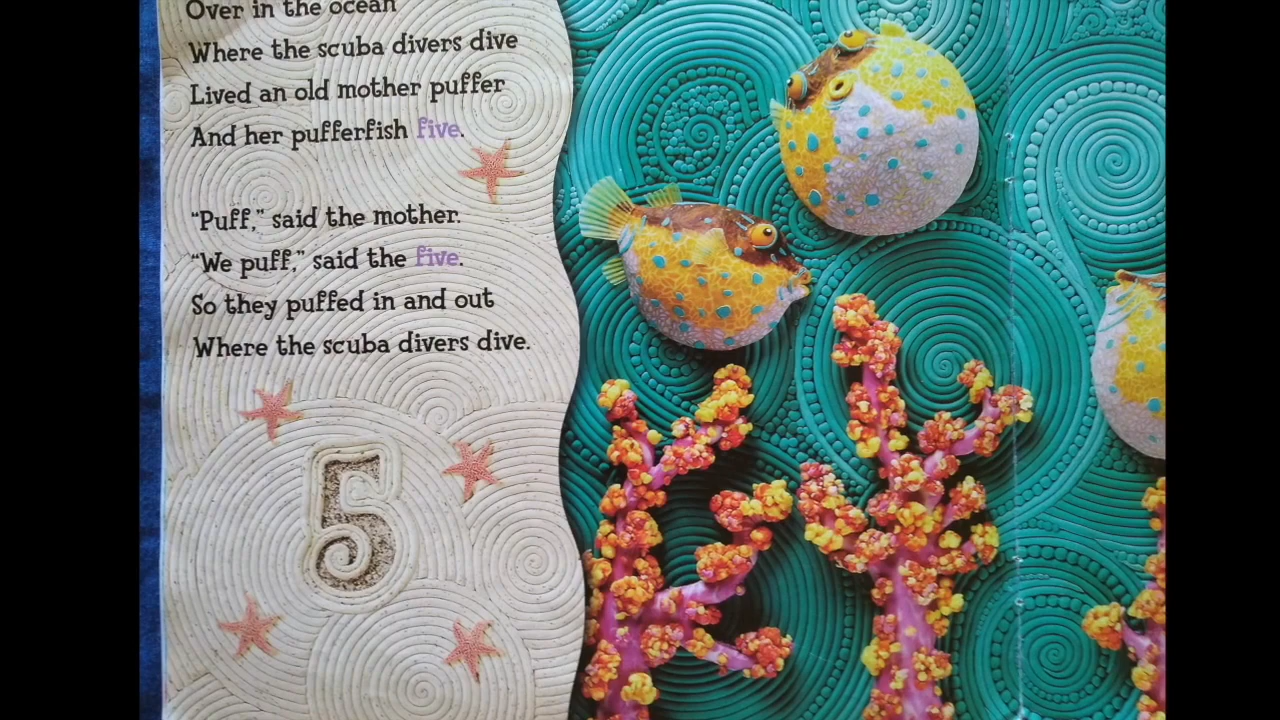 Over in the ocean
Where the scuba divers dive
Lived an old mother puffer
And her pufferfish five.
“Puff,” said the mother.
“We puff,” said the five.
So they puffed in and out
Where the scuba divers dive.
5